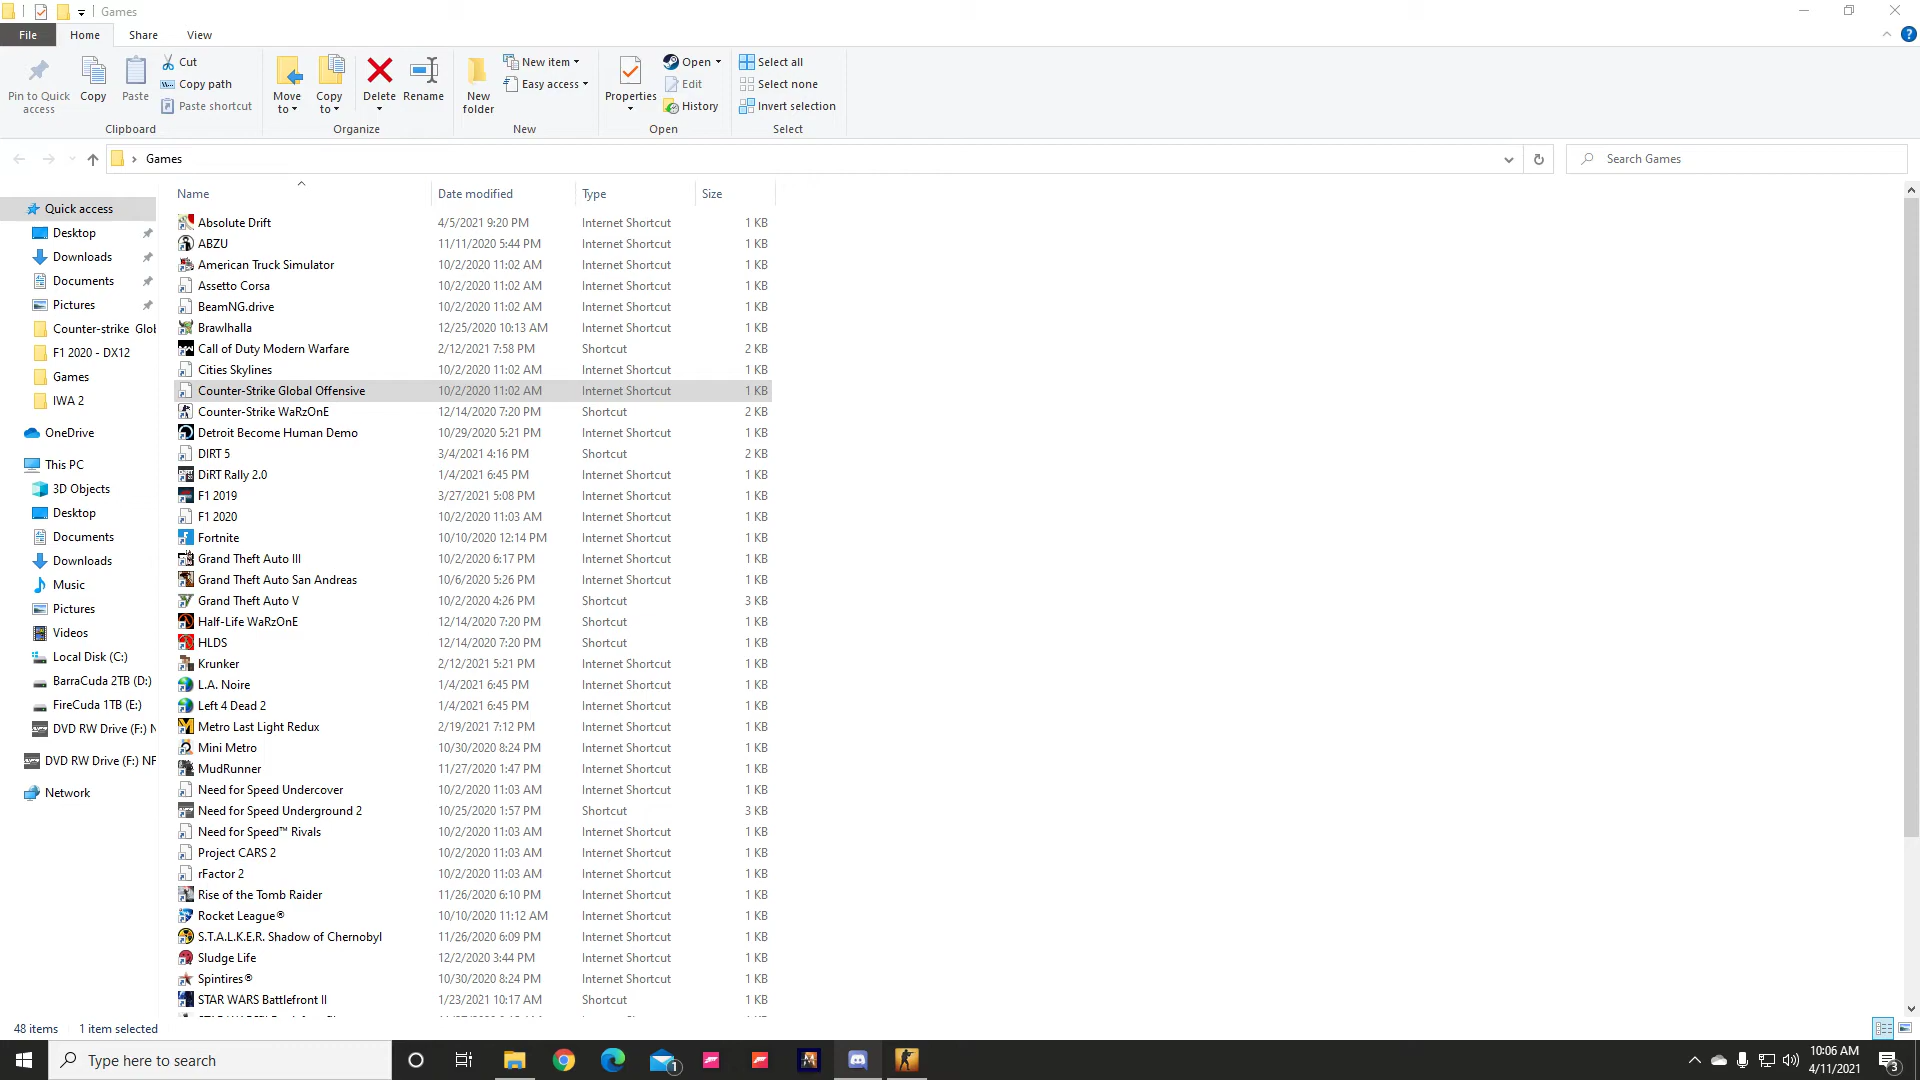 Games
File Home Share View
Pin to Quick access
Copy
Paste
Cut
Copy path
Paste shortcut
Clipboard
Move to
Copy to
Delete
Rename
Organize
New folder
New item
Easy access
New
Properties
Open
Edit
History
Open
Select all
Select none
Invert selection
Select
Games
Search Games
Quick access
Desktop
Downloads
Documents
Pictures
Counter-strike Glob
F1 2020 - DX12
Games
IWA 2
OneDrive
This PC
3D Objects
Desktop
Documents
Downloads
Music
Pictures
Videos
Local Disk (C:)
BarraCuda 2TB (D:)
FireCuda 1TB (E:)
DVD RW Drive (F:) N
DVD RW Drive (F:) NF
Network
Name Date modified Type Size
Absolute Drift 4/5/2021 9:20 PM Internet Shortcut 1 KB
ABZU 11/11/2020 5:44 PM Internet Shortcut 1 KB
American Truck Simulator 10/2/2020 11:02 AM Internet Shortcut 1 KB
Assetto Corsa 10/2/2020 11:02 AM Internet Shortcut 1 KB
BeamNG.drive 10/2/2020 11:02 AM Internet Shortcut 1 KB
Brawlhalla 12/25/2020 10:13 AM Internet Shortcut 1 KB
Call of Duty Modern Warfare 2/12/2021 7:58 PM Shortcut 2 KB
Cities Skylines 10/2/2020 11:02 AM Internet Shortcut 1 KB
Counter-Strike Global Offensive 10/2/2020 11:02 AM Internet Shortcut 1 KB
Counter-Strike WaRzOnE 12/14/2020 7:20 PM Shortcut 2 KB
Detroit Become Human Demo 10/29/2020 5:21 PM Internet Shortcut 1 KB
DIRT 5 3/4/2021 4:16 PM Shortcut 2 KB
DiRT Rally 2.0 1/4/2021 6:45 PM Internet Shortcut 1 KB
F1 2019 3/27/2021 5:08 PM Internet Shortcut 1 KB
F1 2020 10/2/2020 11:03 AM Internet Shortcut 1 KB
Fortnite 10/10/2020 12:14 PM Internet Shortcut 1 KB
Grand Theft Auto III 10/2/2020 6:17 PM Internet Shortcut 1 KB
Grand Theft Auto San Andreas 10/6/2020 5:26 PM Internet Shortcut 1 KB
Grand Theft Auto V 10/2/2020 4:26 PM Shortcut 3 KB
Half-Life WaRzOnE 12/14/2020 7:20 PM Shortcut 1 KB
HLDS 12/14/2020 7:20 PM Shortcut 1 KB
Krunker 2/12/2021 5:21 PM Internet Shortcut 1 KB
L.A. Noire 1/4/2021 6:45 PM Internet Shortcut 1 KB
Left 4 Dead 2 1/4/2021 6:45 PM Internet Shortcut 1 KB
Metro Last Light Redux 2/19/2021 7:12 PM Internet Shortcut 1 KB
Mini Metro 10/30/2020 8:24 PM Internet Shortcut 1 KB
MudRunner 11/27/2020 1:47 PM Internet Shortcut 1 KB
Need for Speed Undercover 10/2/2020 11:03 AM Internet Shortcut 1 KB
Need for Speed Underground 2 10/25/2020 1:57 PM Shortcut 3 KB
Need for Speed™ Rivals 10/2/2020 11:03 AM Internet Shortcut 1 KB
Project CARS 2 10/2/2020 11:03 AM Internet Shortcut 1 KB
rFactor 2 10/2/2020 11:03 AM Internet Shortcut 1 KB
Rise of the Tomb Raider 11/26/2020 6:10 PM Internet Shortcut 1 KB
Rocket League® 10/10/2020 11:12 AM Internet Shortcut 1 KB
S.T.A.L.K.E.R. Shadow of Chernobyl 11/26/2020 6:09 PM Internet Shortcut 1 KB
Sludge Life 12/2/2020 3:44 PM Internet Shortcut 1 KB
Spintires® 10/30/2020 8:24 PM Internet Shortcut 1 KB
STAR WARS Battlefront II 1/23/2021 10:17 AM Shortcut 1 KB
48 items 1 item selected
Type here to search
1
10:06 AM
4/11/2021
3